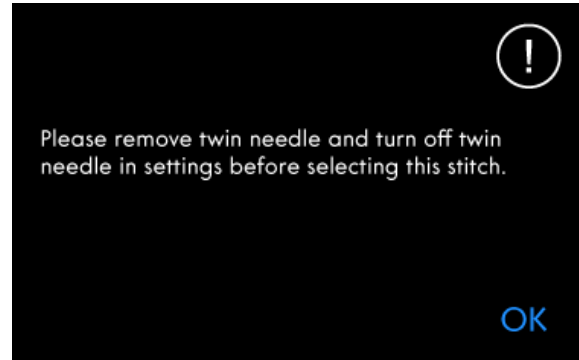 !
Please remove twin needle and turn off twin
needle in settings before selecting this stitch.
OK